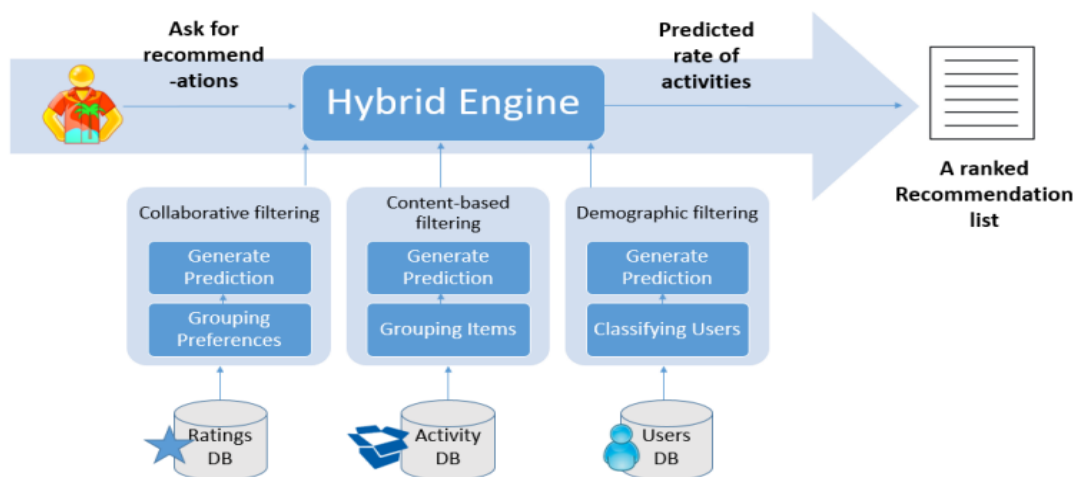 Ask for
recommend
-ations
Predicted
rate of
activities
Hybrid Engine
A ranked
Recommendation
list
Collaborative filtering
Generate
Prediction
Grouping
Preferences
Content-based
filtering
Generate
Prediction
Grouping Items
Demographic filtering
Generate
Prediction
Classifying Users
Ratings
DB
Activity
DB
Users
DB